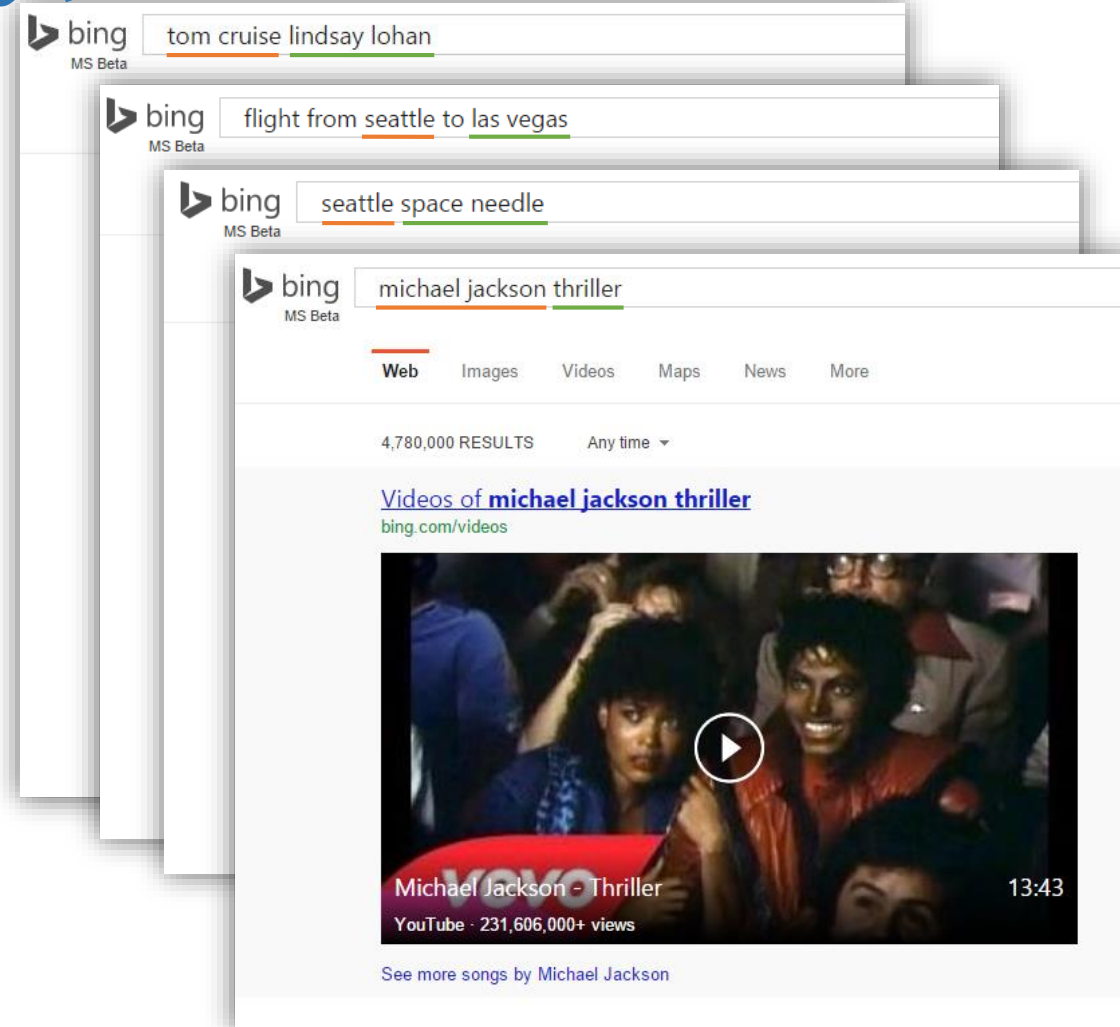 bing
tom cruise lindsay lohan
MS Beta
bing
flight from seattle to las vegas
MS Beta
bing
seattle space needle
MS Beta
bing
michael jackson thriller
MS Beta
Web Images Videos Maps News More
4,780,000 RESULTS Any time
Videos of michael jackson thriller
bing.com/videos
vevo
Michael Jackson - Thriller 13:43
YouTube · 231,606,000+ views
See more songs by Michael Jackson